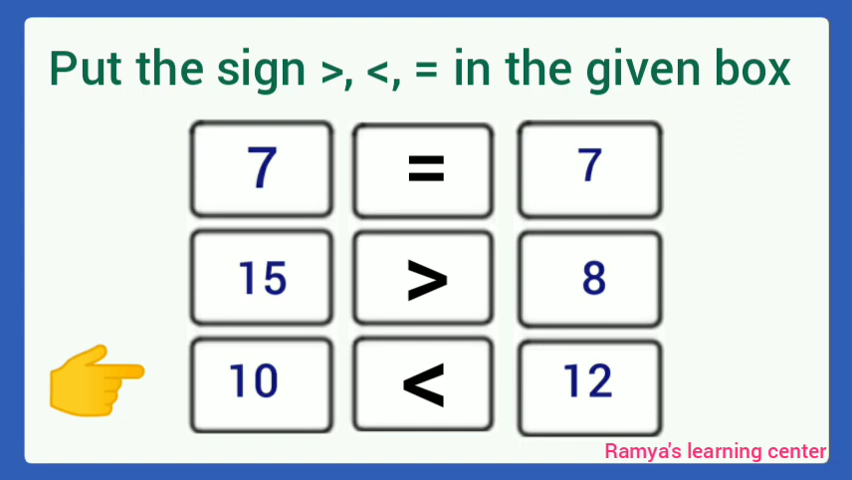 Put the sign >, <, = in the given box
7 = 7
15 > 8
10 < 12
Ramya's learning center